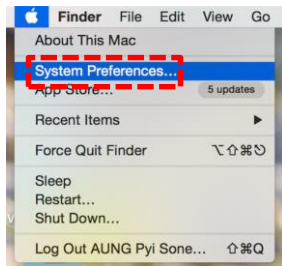 Finder File Edit View Go
About This Mac
System Preferences...
App Store... 5 updates
Recent Items ▶
Force Quit Finder ⌥⇧⌘⎋
Sleep
Restart...
Shut Down...
Log Out AUNG Pyi Sone... ⇧⌘Q